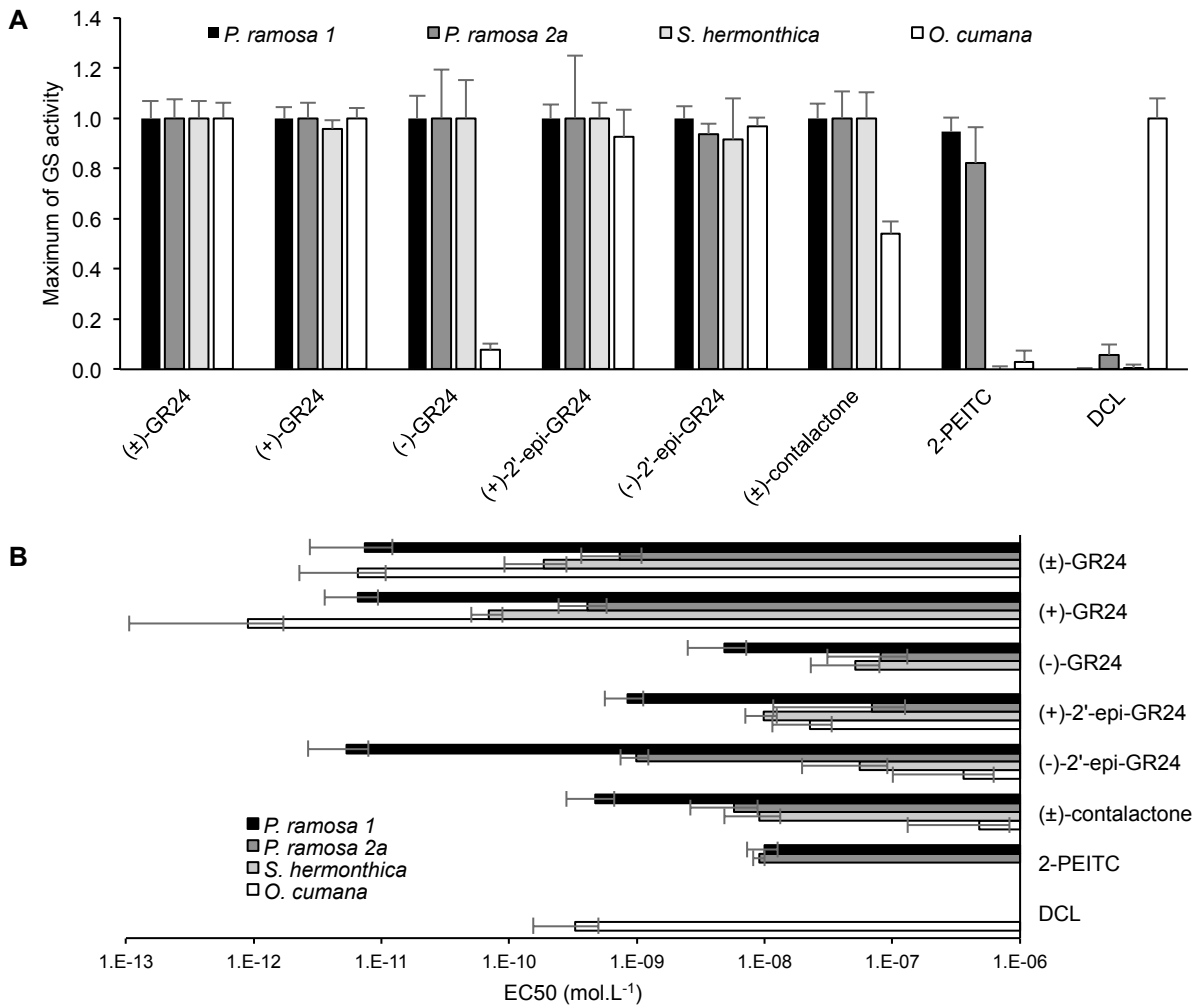 A
P. ramosa 1
P. ramosa 2a
S. hermonthica
O. cumana
Maximum of GS activity
1.4
1.2
1.0
0.8
0.6
0.4
0.2
0.0
(±)-GR24
(+)-GR24
(-)-GR24
(+)-2'-epi-GR24
(-)-2'-epi-GR24
(±)-contalactone
2-PEITC
DCL
B
(±)-GR24
(+)-GR24
(-)-GR24
(+)-2'-epi-GR24
(-)-2'-epi-GR24
(±)-contalactone
2-PEITC
DCL
P. ramosa 1
P. ramosa 2a
S. hermonthica
O. cumana
1.E-13 1.E-12 1.E-11 1.E-10 1.E-09 1.E-08 1.E-07 1.E-06
EC50 (mol.L⁻¹)